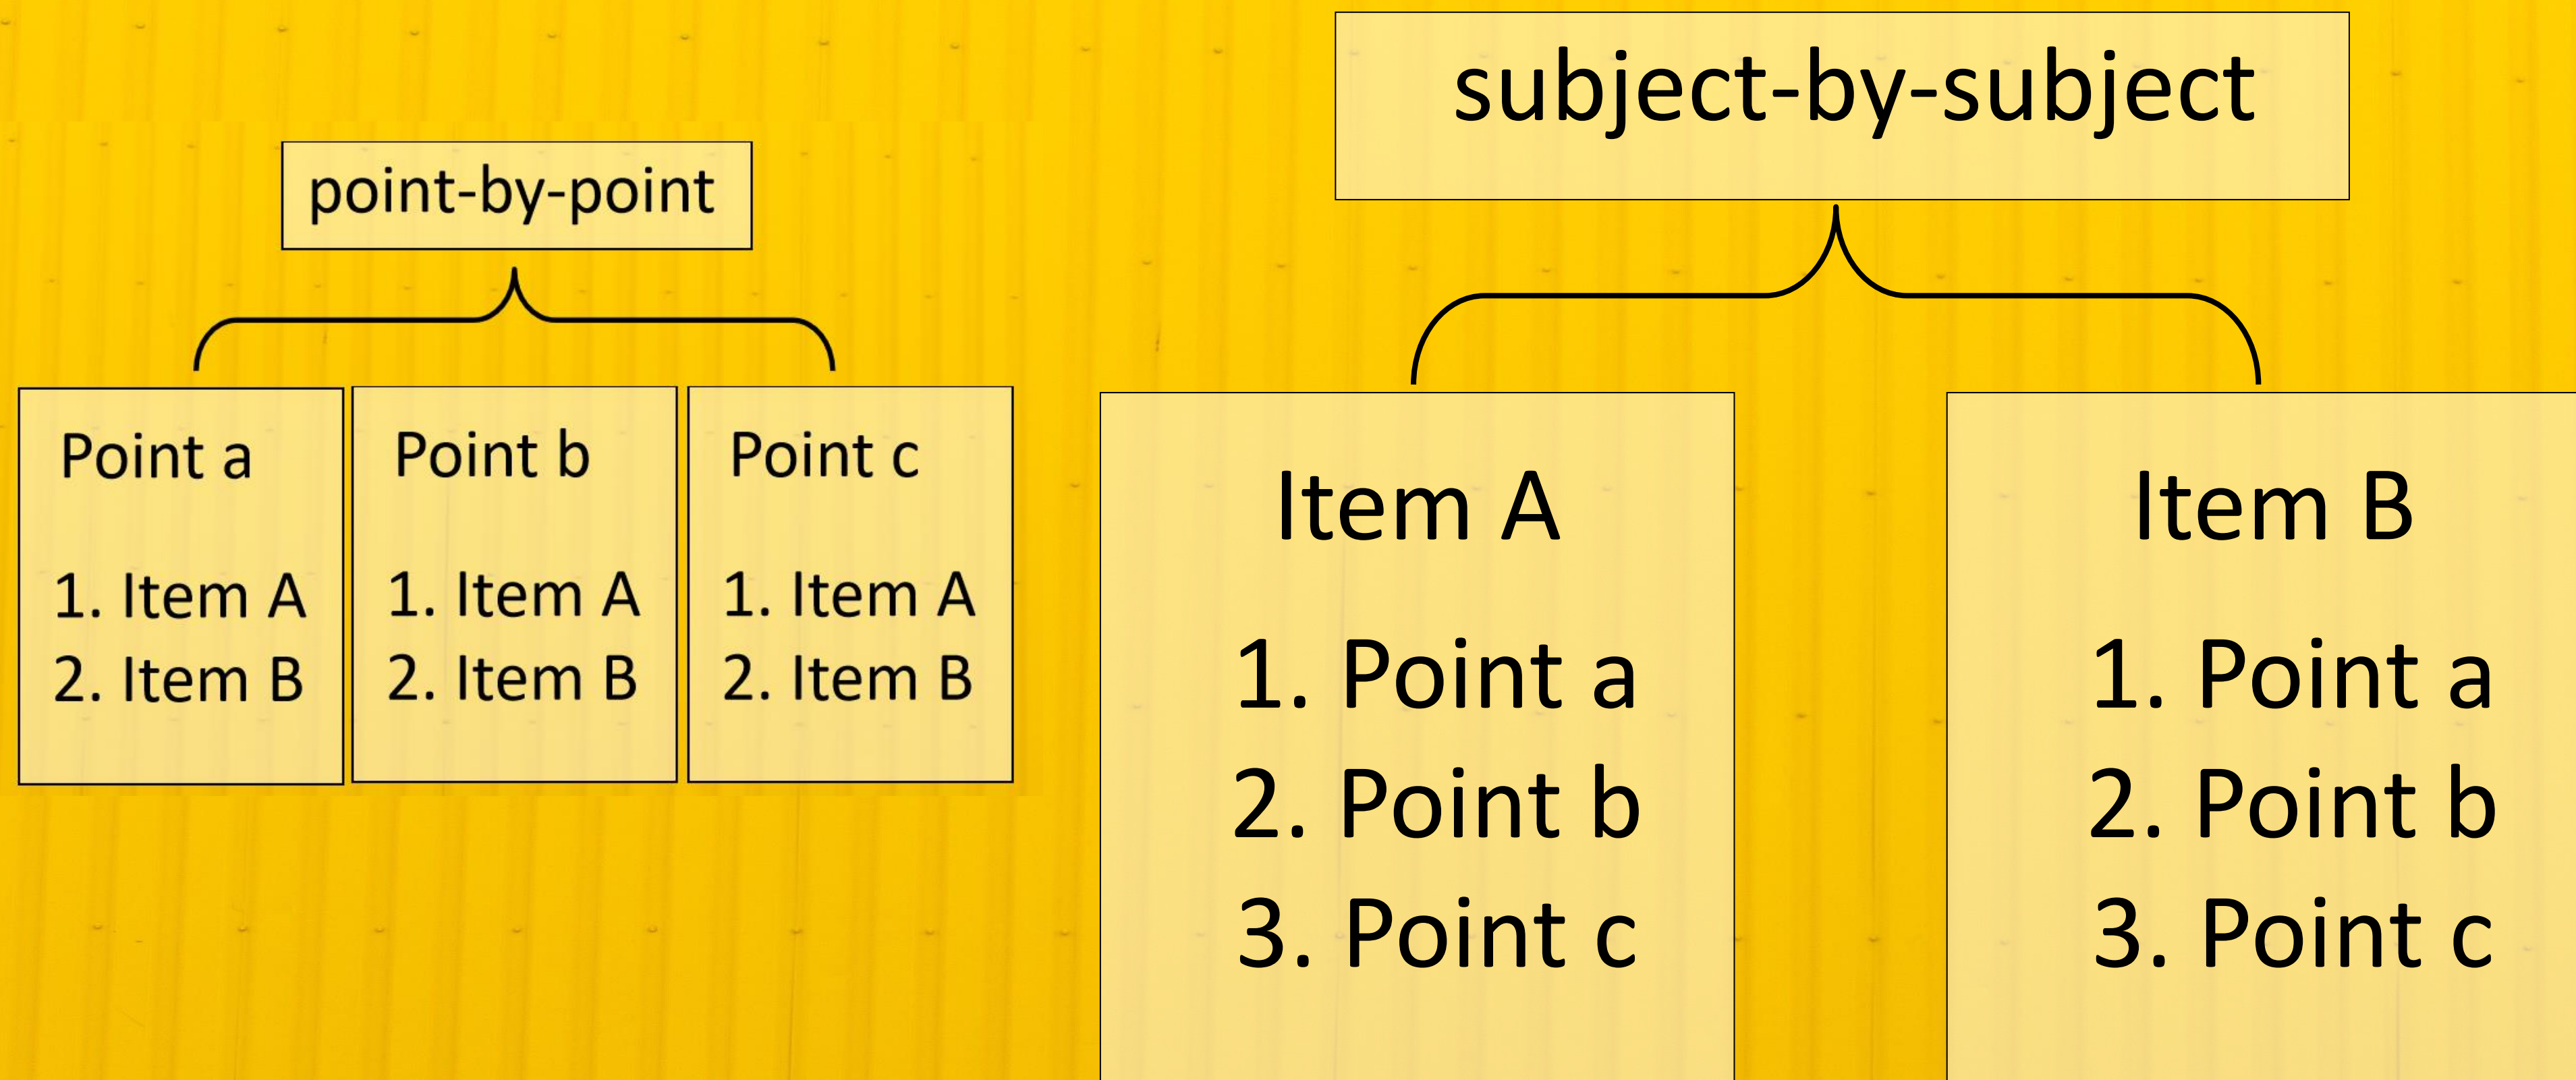 point-by-point
Point a
1. Item A
2. Item B
Point b
1. Item A
2. Item B
Point c
1. Item A
2. Item B
subject-by-subject
Item A
1. Point a
2. Point b
3. Point c
Item B
1. Point a
2. Point b
3. Point c